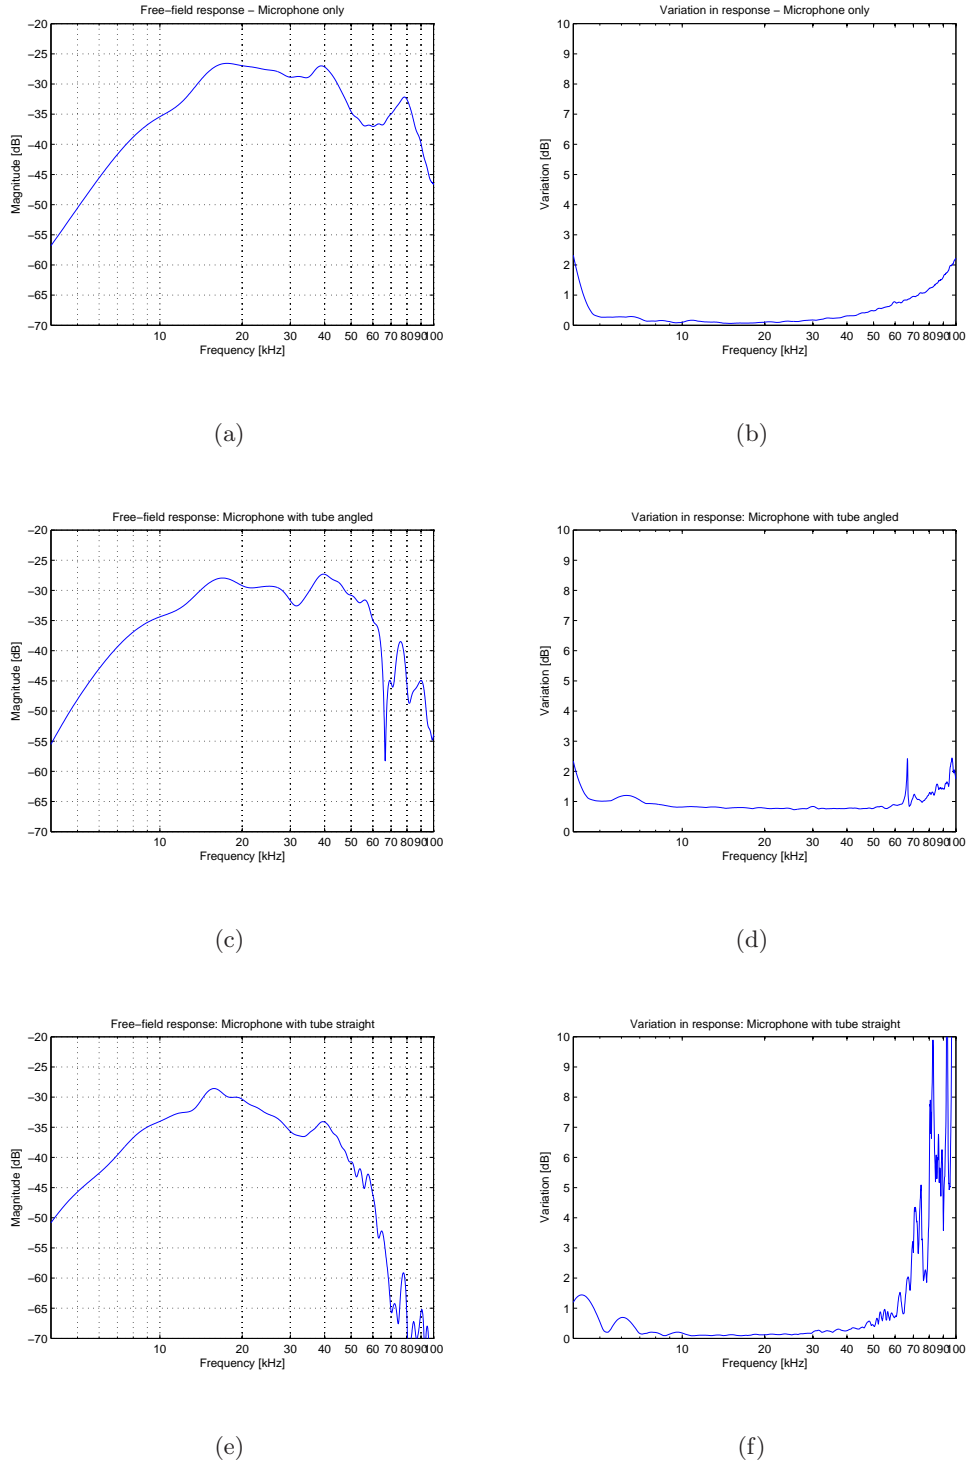 Free−field response − Microphone only
−20
−25
−30
−35
−40
−45
−50
−55
−60
−65
−70
Magnitude [dB]
10 20 30 40 50 60 70 80 90 100
Frequency [kHz]
(a)
Variation in response − Microphone only
10
9
8
7
6
5
4
3
2
1
0
Variation [dB]
10 20 30 40 50 60 70 80 90 100
Frequency [kHz]
(b)
Free−field response: Microphone with tube angled
−20
−25
−30
−35
−40
−45
−50
−55
−60
−65
−70
Magnitude [dB]
10 20 30 40 50 60 70 80 90 100
Frequency [kHz]
(c)
Variation in response: Microphone with tube angled
10
9
8
7
6
5
4
3
2
1
0
Variation [dB]
10 20 30 40 50 60 70 80 90 100
Frequency [kHz]
(d)
Free−field response: Microphone with tube straight
−20
−25
−30
−35
−40
−45
−50
−55
−60
−65
−70
Magnitude [dB]
10 20 30 40 50 60 70 80 90 100
Frequency [kHz]
(e)
Variation in response: Microphone with tube straight
10
9
8
7
6
5
4
3
2
1
0
Variation [dB]
10 20 30 40 50 60 70 80 90 100
Frequency [kHz]
(f)